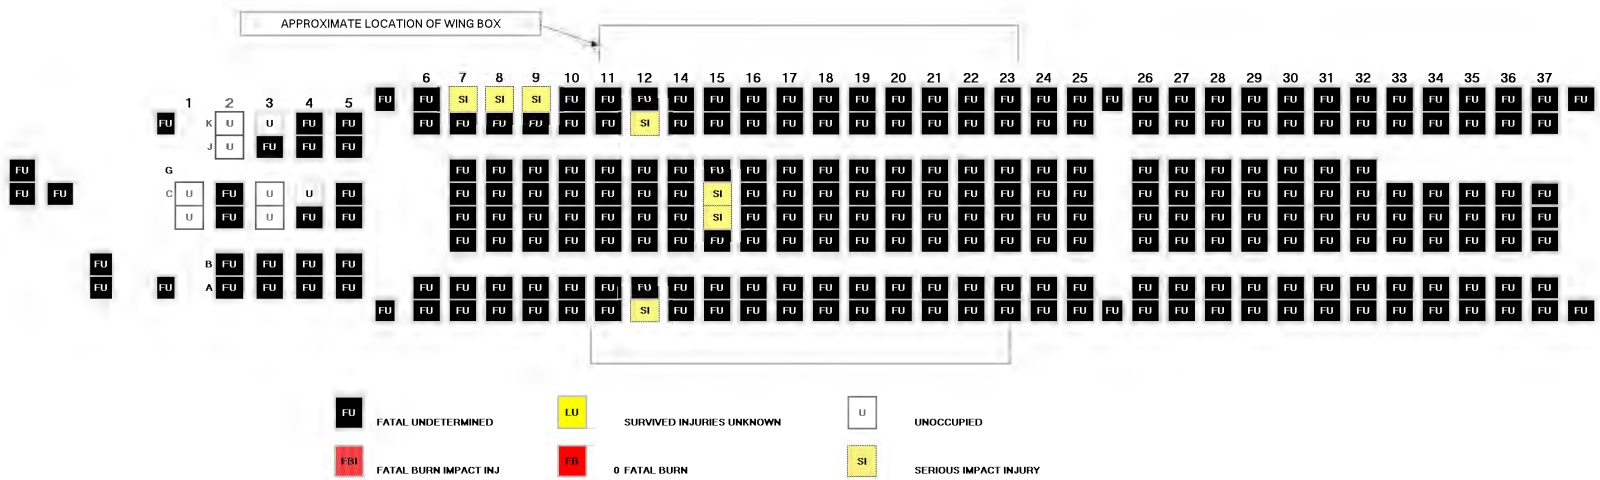 APPROXIMATE LOCATION OF WING BOX
6 7 8 9 10 11 12 14 15 16 17 18 19 20 21 22 23 24 25 26 27 28 29 30 31 32 33 34 35 36 37
FU FU SI SI SI FU FU FU FU FU FU FU FU FU FU FU FU FU FU FU FU FU FU FU FU FU FU FU FU FU FU FU FU FU
1 2 3 4 5
FU K U U FU FU FU FU FU FU FU FU SI FU FU FU FU FU FU FU FU FU FU FU FU FU FU FU FU FU FU FU FU FU FU FU FU
J U FU FU FU
FU G FU FU FU FU FU FU FU FU FU FU FU FU FU FU FU FU FU FU FU FU FU FU FU FU FU
FU FU C U FU U U FU FU FU FU FU FU FU FU SI FU FU FU FU FU FU FU FU FU FU FU FU FU FU FU FU FU FU FU FU FU FU
U FU U FU FU FU FU FU FU FU FU FU SI FU FU FU FU FU FU FU FU FU FU FU FU FU FU FU FU FU FU FU FU FU FU
FU FU FU FU FU FU FU FU FU FU FU FU FU FU FU FU FU FU FU FU FU FU FU FU FU FU FU FU FU FU
FU B FU FU FU FU
FU FU A FU FU FU FU FU FU FU FU FU FU FU FU FU FU FU FU FU FU FU FU FU FU FU FU FU FU FU FU FU FU FU FU FU FU FU
FU FU FU FU FU FU FU SI FU FU FU FU FU FU FU FU FU FU FU FU FU FU FU FU FU FU FU FU FU FU FU FU FU FU
FU FATAL UNDETERMINED LU SURVIVED INJURIES UNKNOWN U UNOCCUPIED
FBI FATAL BURN IMPACT INJ FB 0 FATAL BURN SI SERIOUS IMPACT INJURY